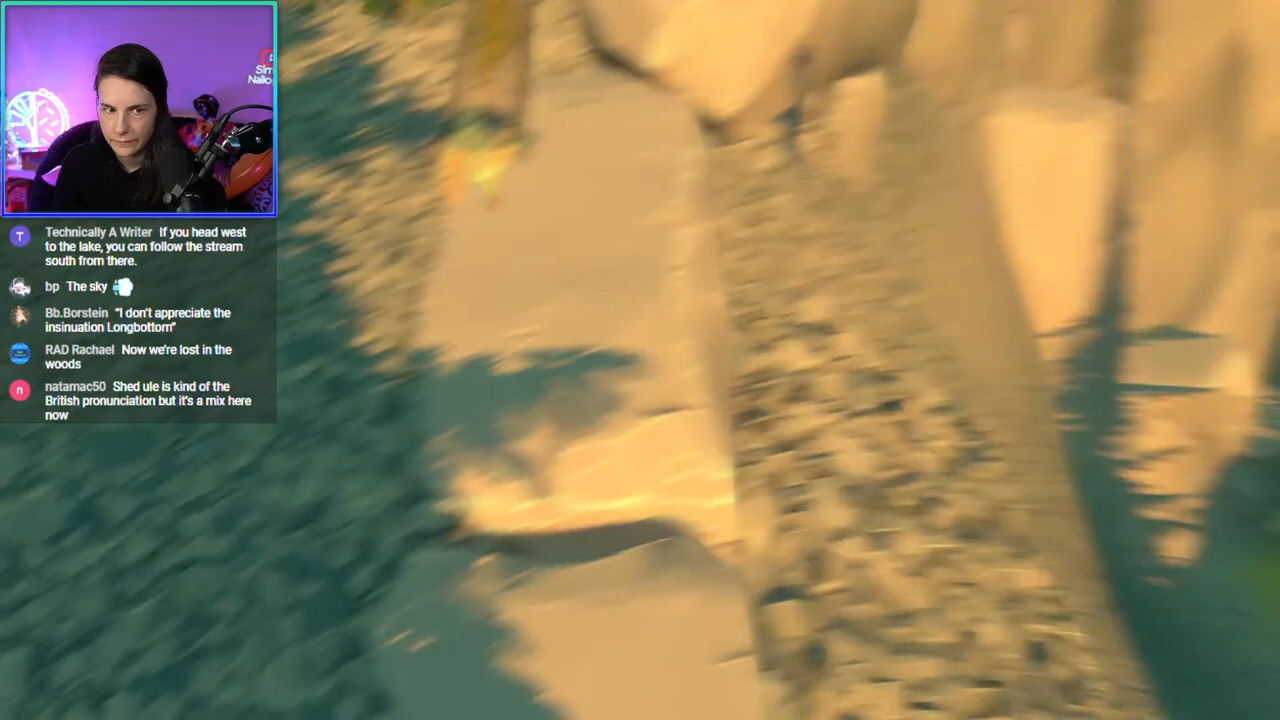 Sim
Nailo
T
Technically A Writer If you head west
to the lake, you can follow the stream
south from there.
bp The sky
Bb.Borstein "I don't appreciate the
insinuation Longbottom"
RAD Rachael Now we're lost in the
woods
n
natamac50 Shed ule is kind of the
British pronunciation but it's a mix here
now